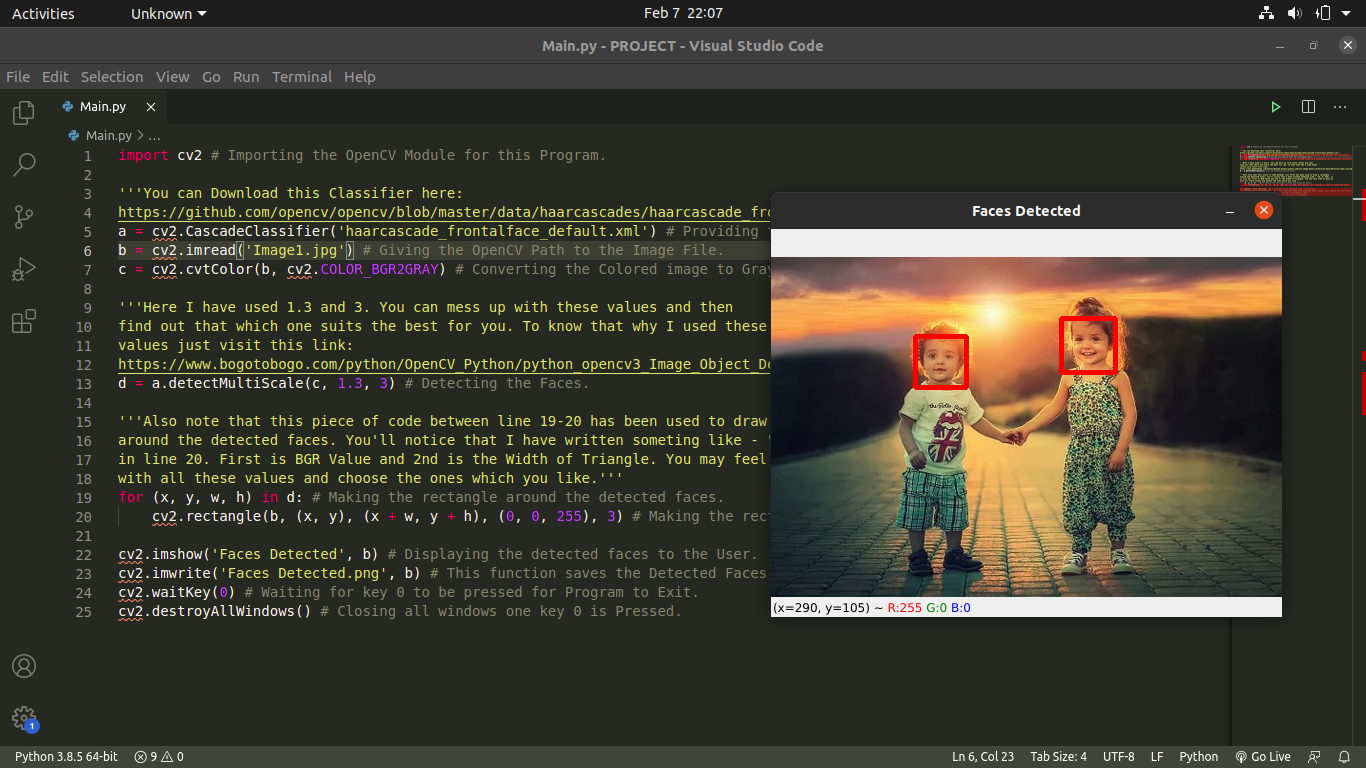 Activities
Unknown
Feb 7 22:07
Main.py - PROJECT - Visual Studio Code
File Edit Selection View Go Run Terminal Help
Main.py
Main.py > ...
1 import cv2 # Importing the OpenCV Module for this Program.
2
3 '''You can Download this Classifier here:
4 https://github.com/opencv/opencv/blob/master/data/haarcascades/haarcascade_fro
5 a = cv2.CascadeClassifier('haarcascade_frontalface_default.xml') # Providing
6 b = cv2.imread('Image1.jpg') # Giving the OpenCV Path to the Image File.
7 c = cv2.cvtColor(b, cv2.COLOR_BGR2GRAY) # Converting the Colored image to Gray
8
9 '''Here I have used 1.3 and 3. You can mess up with these values and then
10 find out that which one suits the best for you. To know that why I used these
11 values just visit this link:
12 https://www.bogotobogo.com/python/OpenCV_Python/python_opencv3_Image_Object_De
13 d = a.detectMultiScale(c, 1.3, 3) # Detecting the Faces.
14
15 '''Also note that this piece of code between line 19-20 has been used to draw
16 around the detected faces. You'll notice that I have written someting like - '
17 in line 20. First is BGR Value and 2nd is the Width of Triangle. You may feel
18 with all these values and choose the ones which you like.'''
19 for (x, y, w, h) in d: # Making the rectangle around the detected faces.
20 cv2.rectangle(b, (x, y), (x + w, y + h), (0, 0, 255), 3) # Making the rect
21
22 cv2.imshow('Faces Detected', b) # Displaying the detected faces to the User.
23 cv2.imwrite('Faces Detected.png', b) # This function saves the Detected Faces
24 cv2.waitKey(0) # Waiting for key 0 to be pressed for Program to Exit.
25 cv2.destroyAllWindows() # Closing all windows one key 0 is Pressed.
Faces Detected
(x=290, y=105) ~ R:255 G:0 B:0
1
Python 3.8.5 64-bit
9
0
Ln 6, Col 23
Tab Size: 4
UTF-8
LF
Python
Go Live